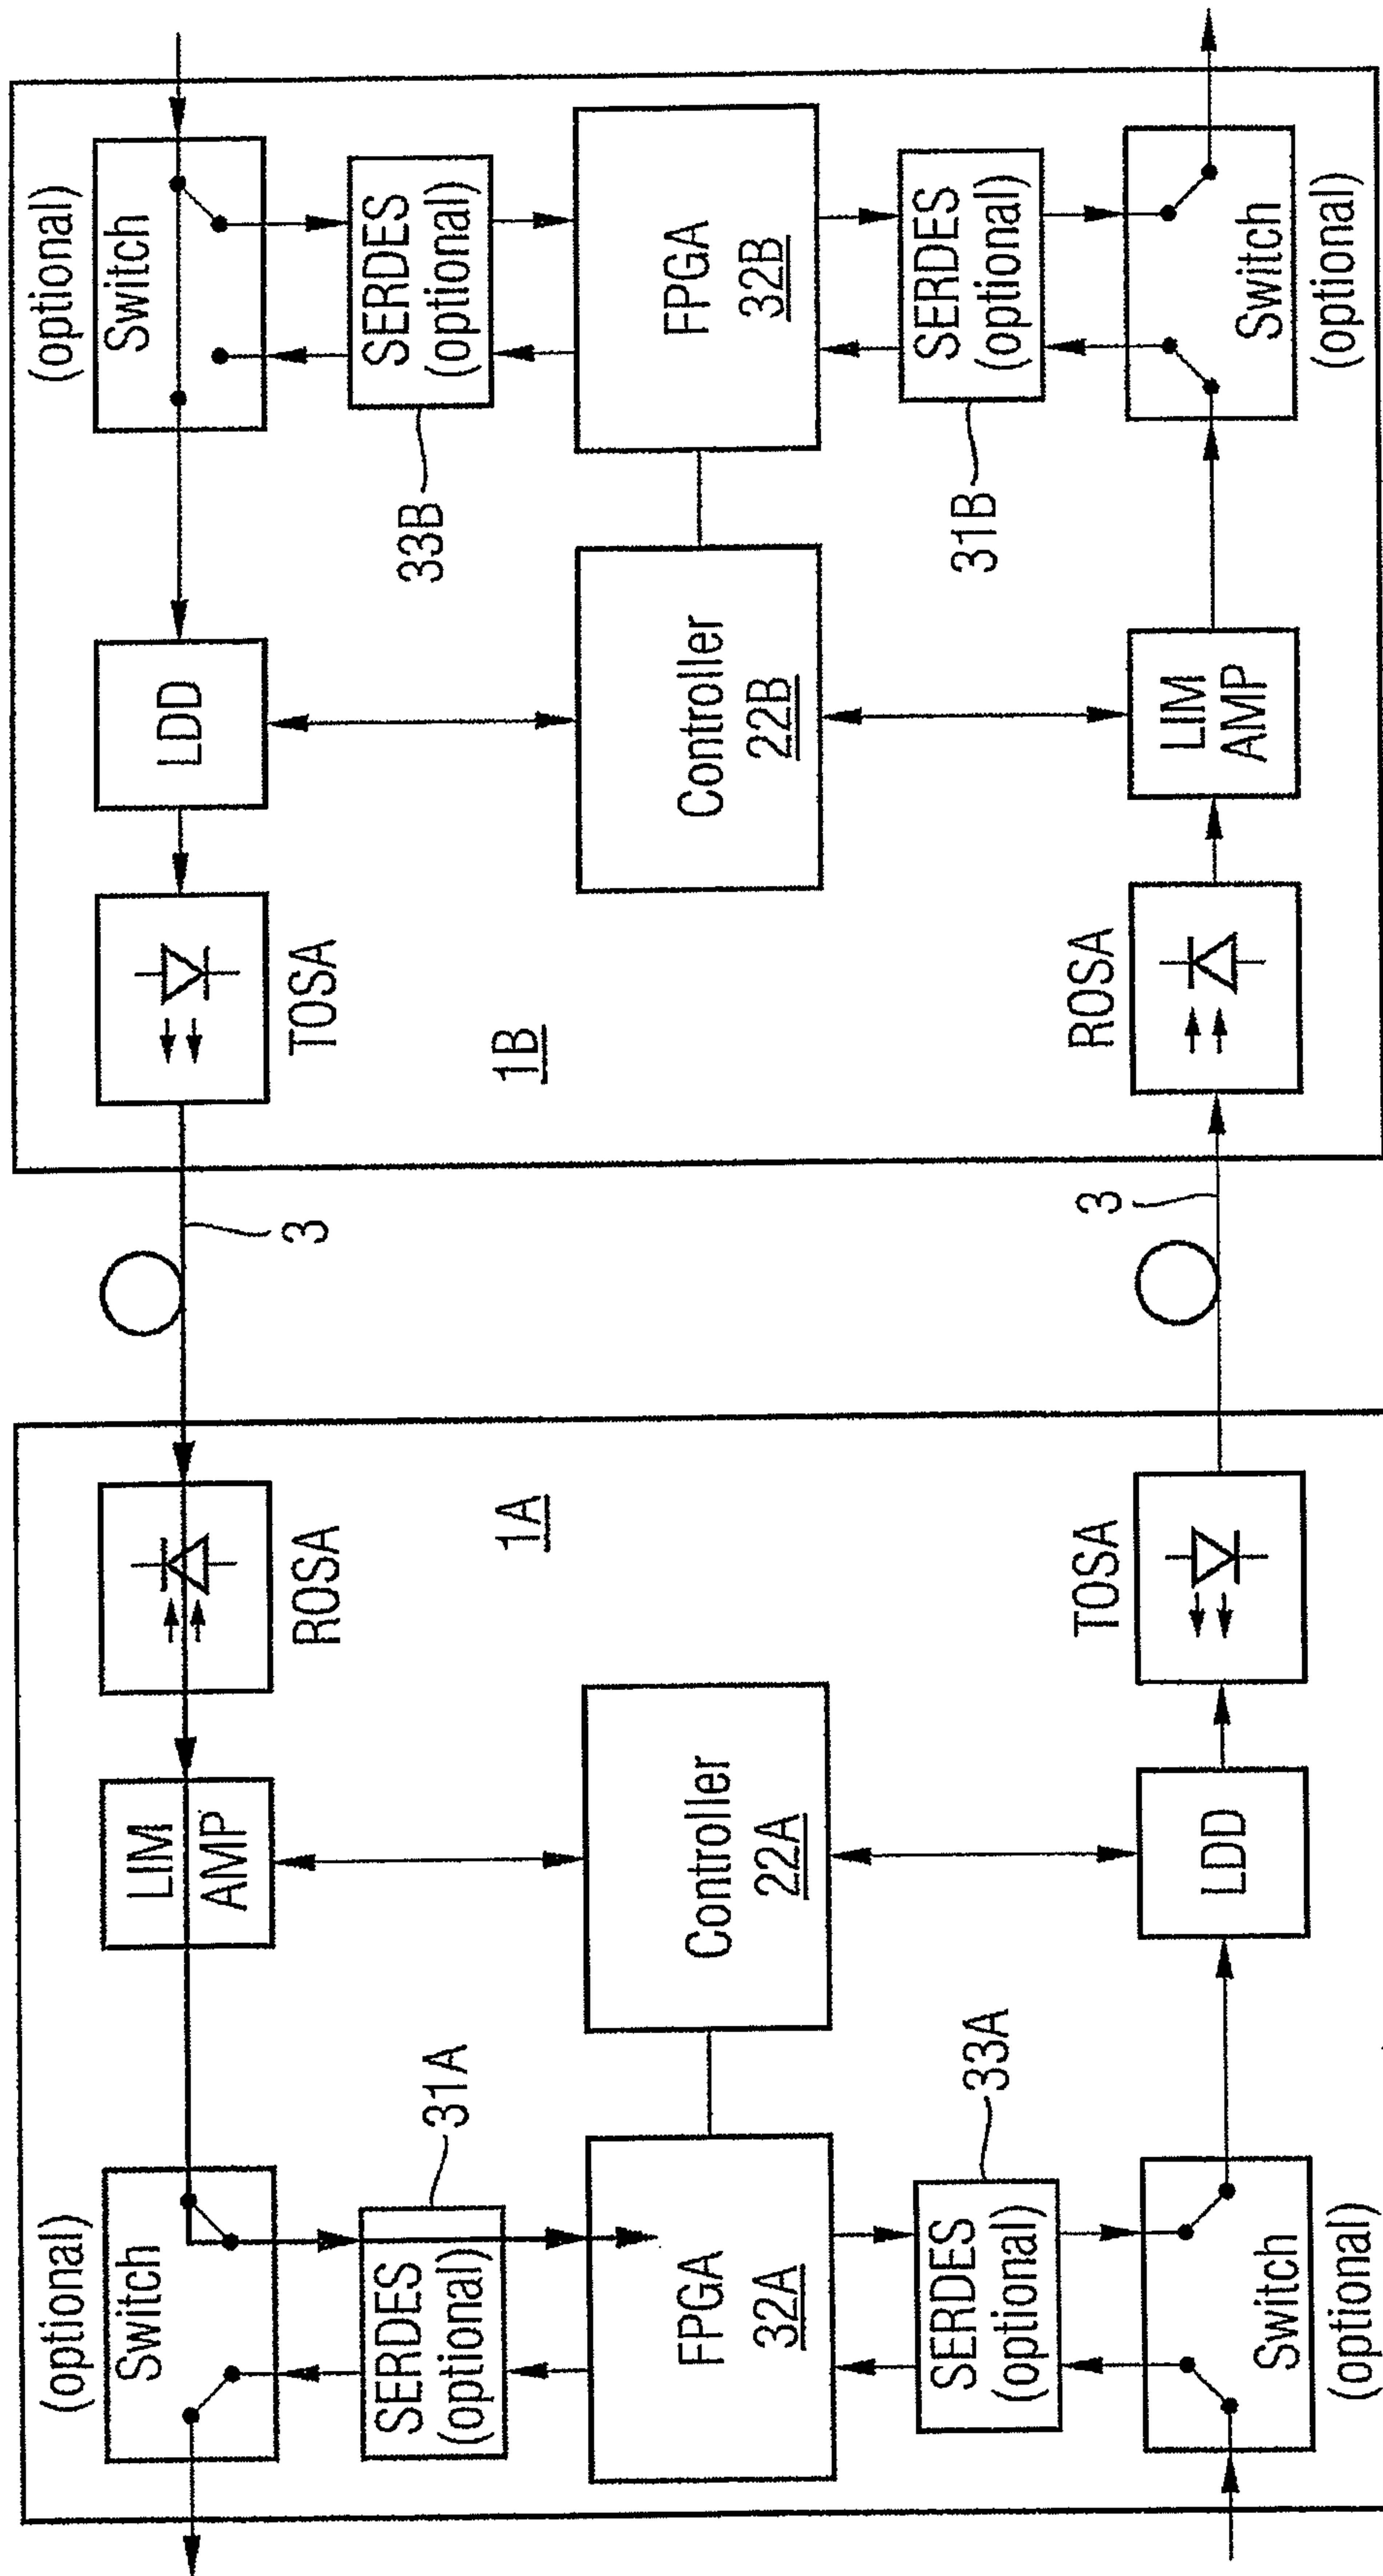 (optional)
Switch
SERDES
(optional)
33B
FPGA
32B
SERDES
(optional)
31B
Switch
(optional)
LDD
Controller
22B
LIM
AMP
TOSA
1B
ROSA
3
3
ROSA
1A
TOSA
LIM
AMP
Controller
22A
LDD
(optional)
Switch
31A
SERDES
(optional)
FPGA
32A
33A
SERDES
(optional)
Switch
(optional)